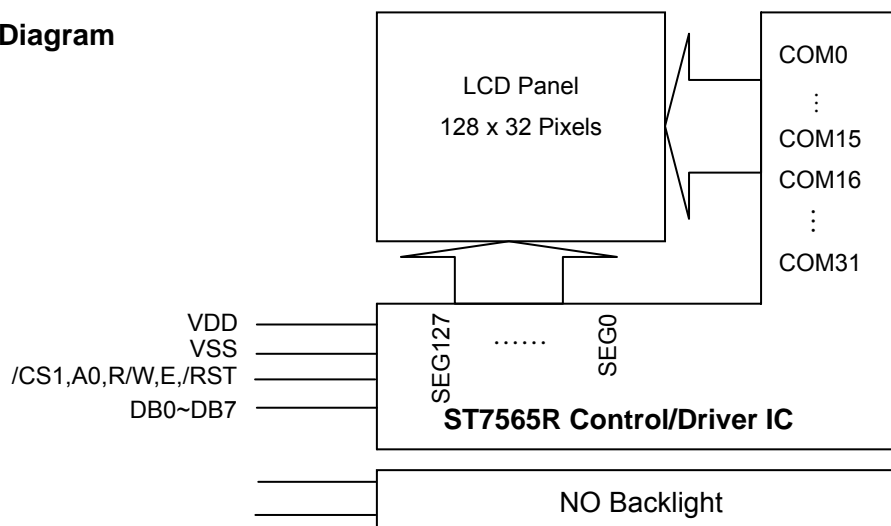 Diagram
LCD Panel
128 x 32 Pixels
COM0
⋮
COM15
COM16
⋮
COM31
VDD
VSS
/CS1,A0,R/W,E,/RST
DB0~DB7
SEG127
......
SEG0
ST7565R Control/Driver IC
NO Backlight